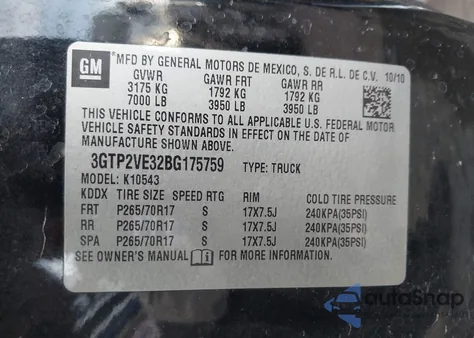 GM
MFD BY GENERAL MOTORS DE MEXICO, S. DE R.L. DE C.V. 10/10
GVWR GAWR FRT GAWR RR
3175 KG 1792 KG 1792 KG
7000 LB 3950 LB 3950 LB
THIS VEHICLE CONFORMS TO ALL APPLICABLE U.S. FEDERAL MOTOR
VEHICLE SAFETY STANDARDS IN EFFECT ON THE DATE OF
MANUFACTURE SHOWN ABOVE.
3GTP2VE32BG175759 TYPE: TRUCK
MODEL: K10543
KDDX TIRE SIZE SPEED RTG RIM COLD TIRE PRESSURE
FRT P265/70R17 S 17X7.5J 240KPA(35PSI)
RR P265/70R17 S 17X7.5J 240KPA(35PSI)
SPA P265/70R17 S 17X7.5J 240KPA(35PSI)
SEE OWNER'S MANUAL FOR MORE INFORMATION
autoSnap